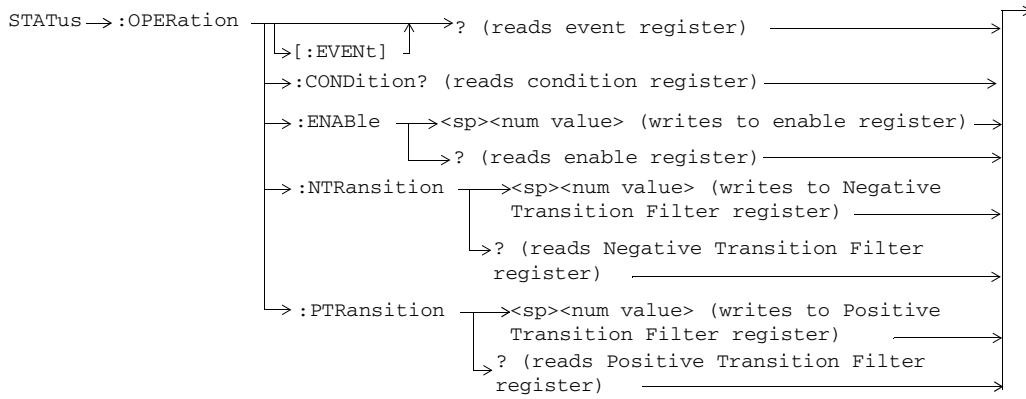 STATus :OPERation ? (reads event register)
[:EVENt]
:CONDition? (reads condition register)
:ENABle <sp><num value> (writes to enable register)
? (reads enable register)
:NTRansition <sp><num value> (writes to Negative
Transition Filter register)
? (reads Negative Transition Filter
register)
:PTRansition <sp><num value> (writes to Positive
Transition Filter register)
? (reads Positive Transition Filter
register)